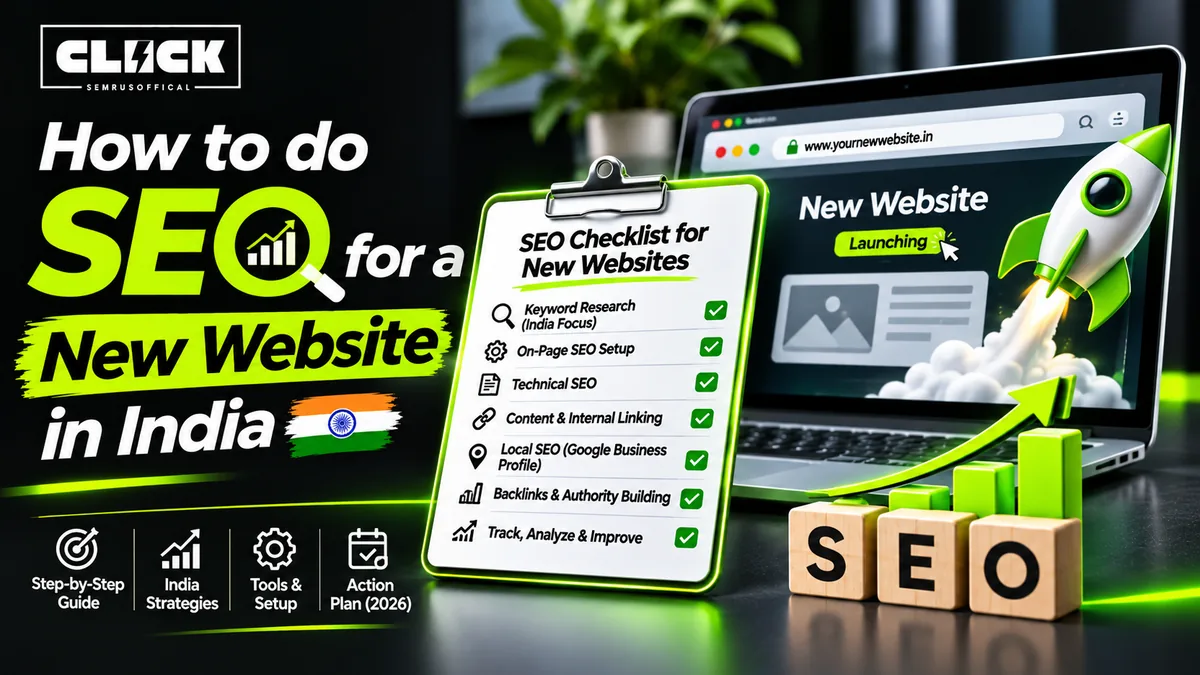 CLICK
SEMRUSOFFICAL
How to do
SEO
for a
New Website
in India
Step-by-Step
Guide
India
Strategies
Tools &
Setup
Action
Plan (2026)
SEO Checklist for
New Websites
Keyword Research
(India Focus)
On-Page SEO Setup
Technical SEO
Content & Internal Linking
Local SEO (Google Business
Profile)
Backlinks & Authority Building
Track, Analyze & Improve
www.yournewwebsite.in
New Website
Launching
S E O